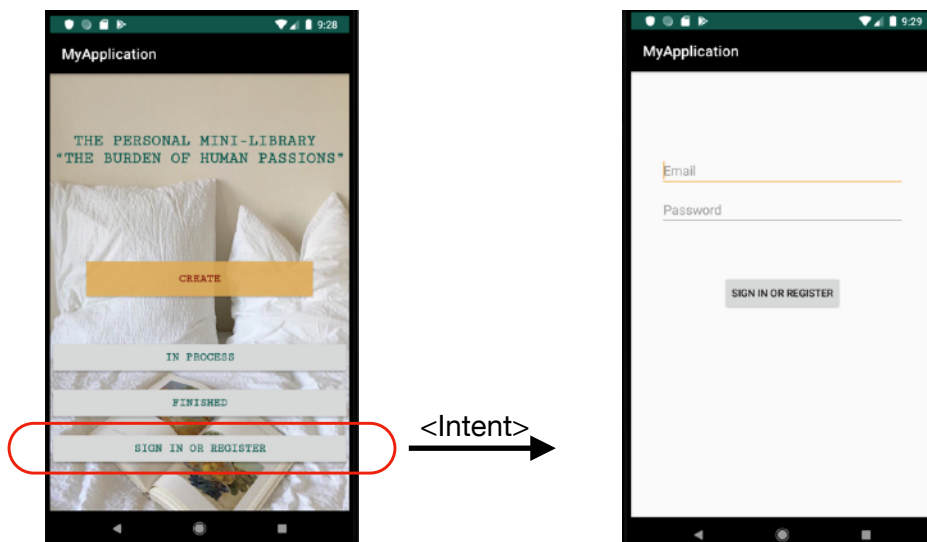 9:28
MyApplication
THE PERSONAL MINI-LIBRARY
"THE BURDEN OF HUMAN PASSIONS"
CREATE
IN PROCESS
FINISHED
SIGN IN OR REGISTER
<Intent>
9:29
MyApplication
Email
Password
SIGN IN OR REGISTER